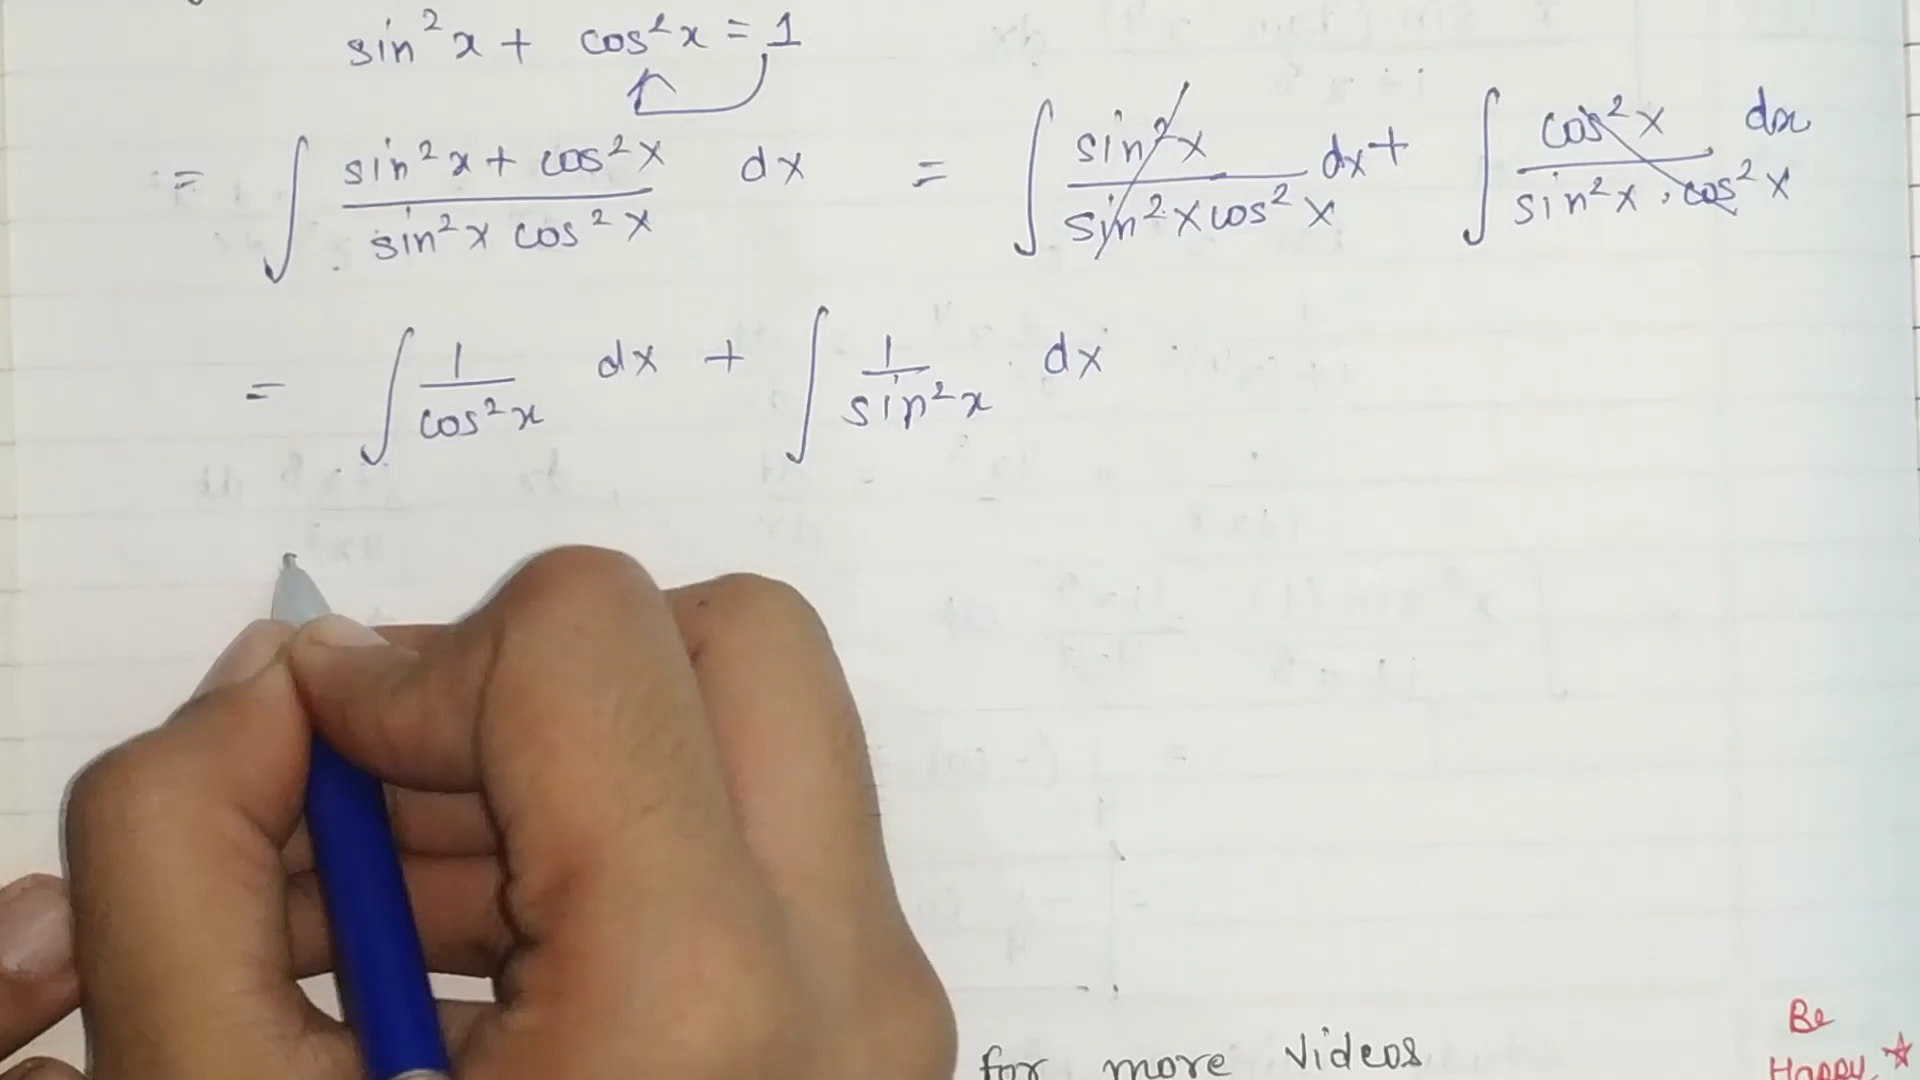 sin²x + cos²x = 1
= ∫ (sin²x + cos²x)/(sin²x cos²x) dx = ∫ sin²x/(sin²x cos²x) dx + ∫ cos²x/(sin²x . cos²x) dx
= ∫ 1/cos²x dx + ∫ 1/sin²x dx
for more videos
Be
Happy